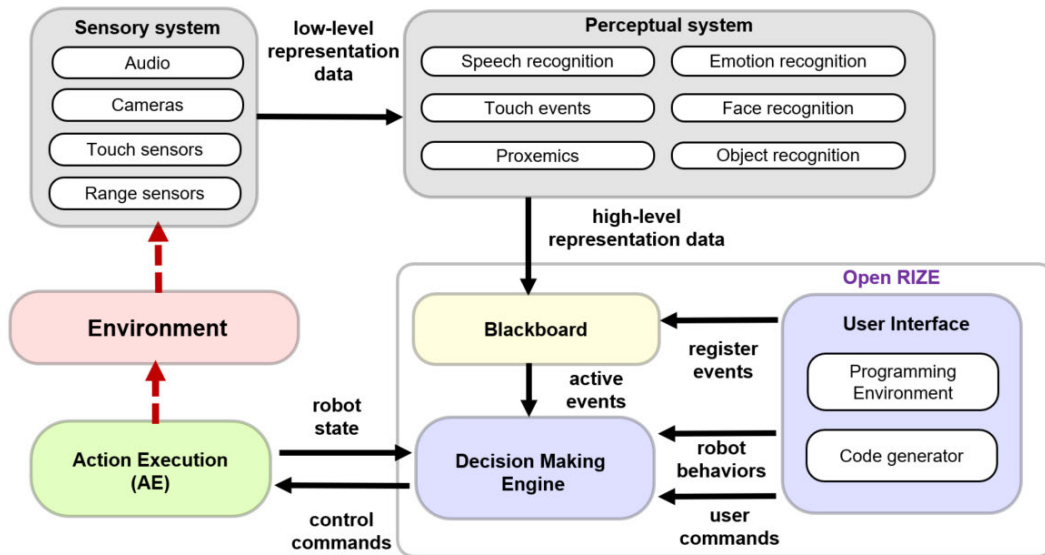 Sensory system
Audio
Cameras
Touch sensors
Range sensors
low-level
representation
data
Perceptual system
Speech recognition
Emotion recognition
Touch events
Face recognition
Proxemics
Object recognition
high-level
representation data
Open RIZE
Environment
Blackboard
register
events
User Interface
Programming
Environment
Code generator
active
events
robot
state
Action Execution
(AE)
control
commands
Decision Making
Engine
robot
behaviors
user
commands